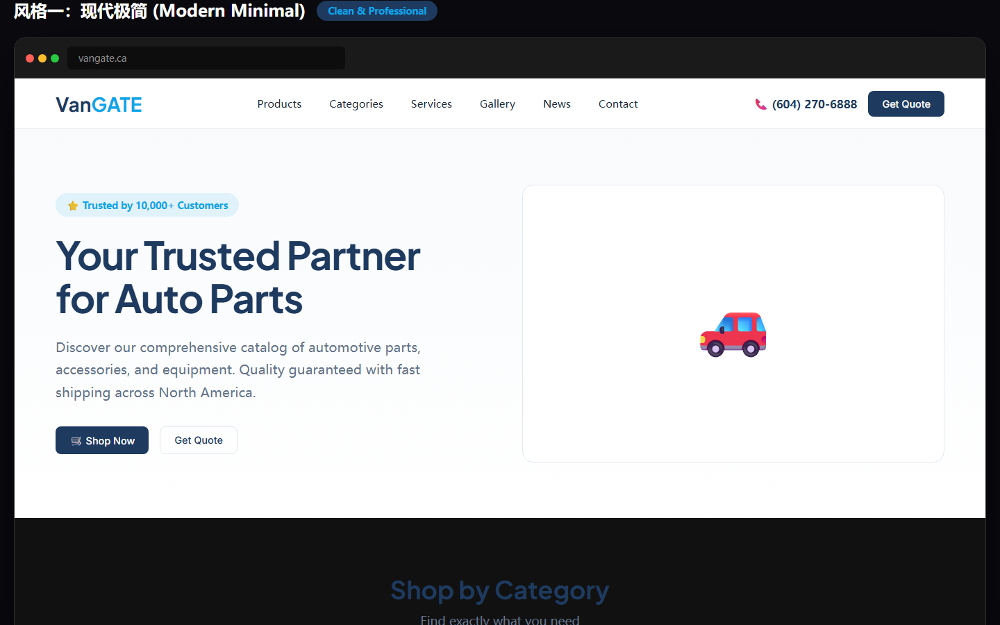 风格一：现代极简 (Modern Minimal)
Clean & Professional
vangate.ca
VanGATE
Products
Categories
Services
Gallery
News
Contact
(604) 270-6888
Get Quote
Trusted by 10,000+ Customers
Your Trusted Partner
for Auto Parts
Discover our comprehensive catalog of automotive parts,
accessories, and equipment. Quality guaranteed with fast
shipping across North America.
Shop Now
Get Quote
Shop by Category
Find exactly what you need